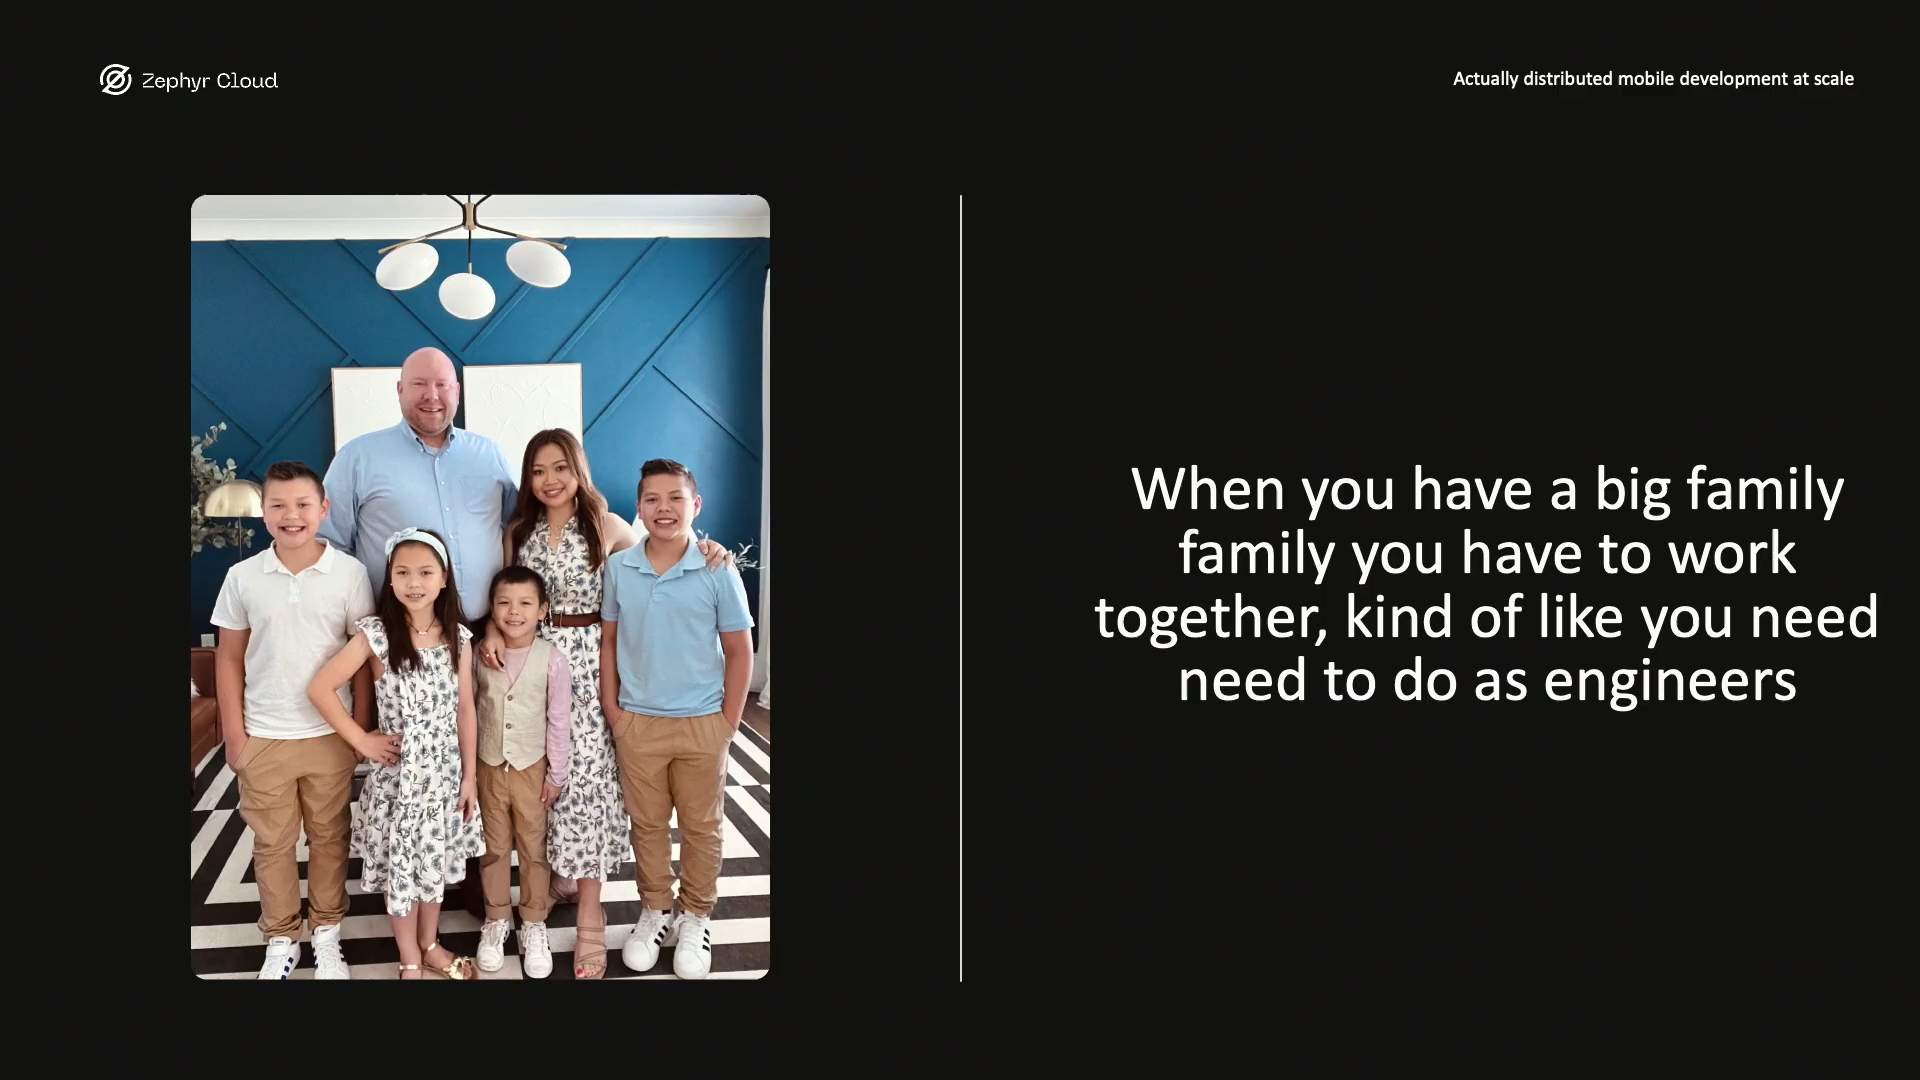 Zephyr Cloud
Actually distributed mobile development at scale
When you have a big family
family you have to work
together, kind of like you need
need to do as engineers